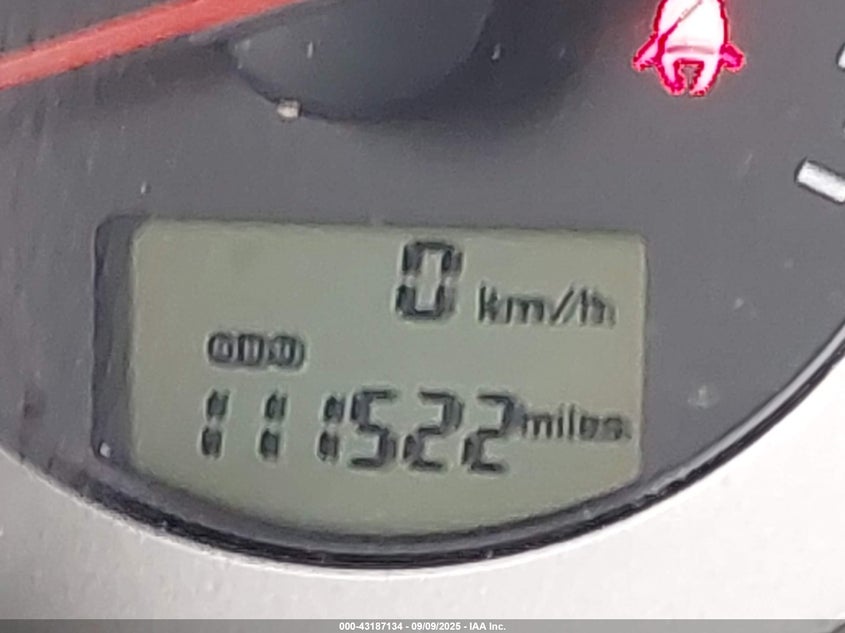 0 km/h
ODO
111522 miles
000-43187134 - 09/09/2025 - IAA Inc.